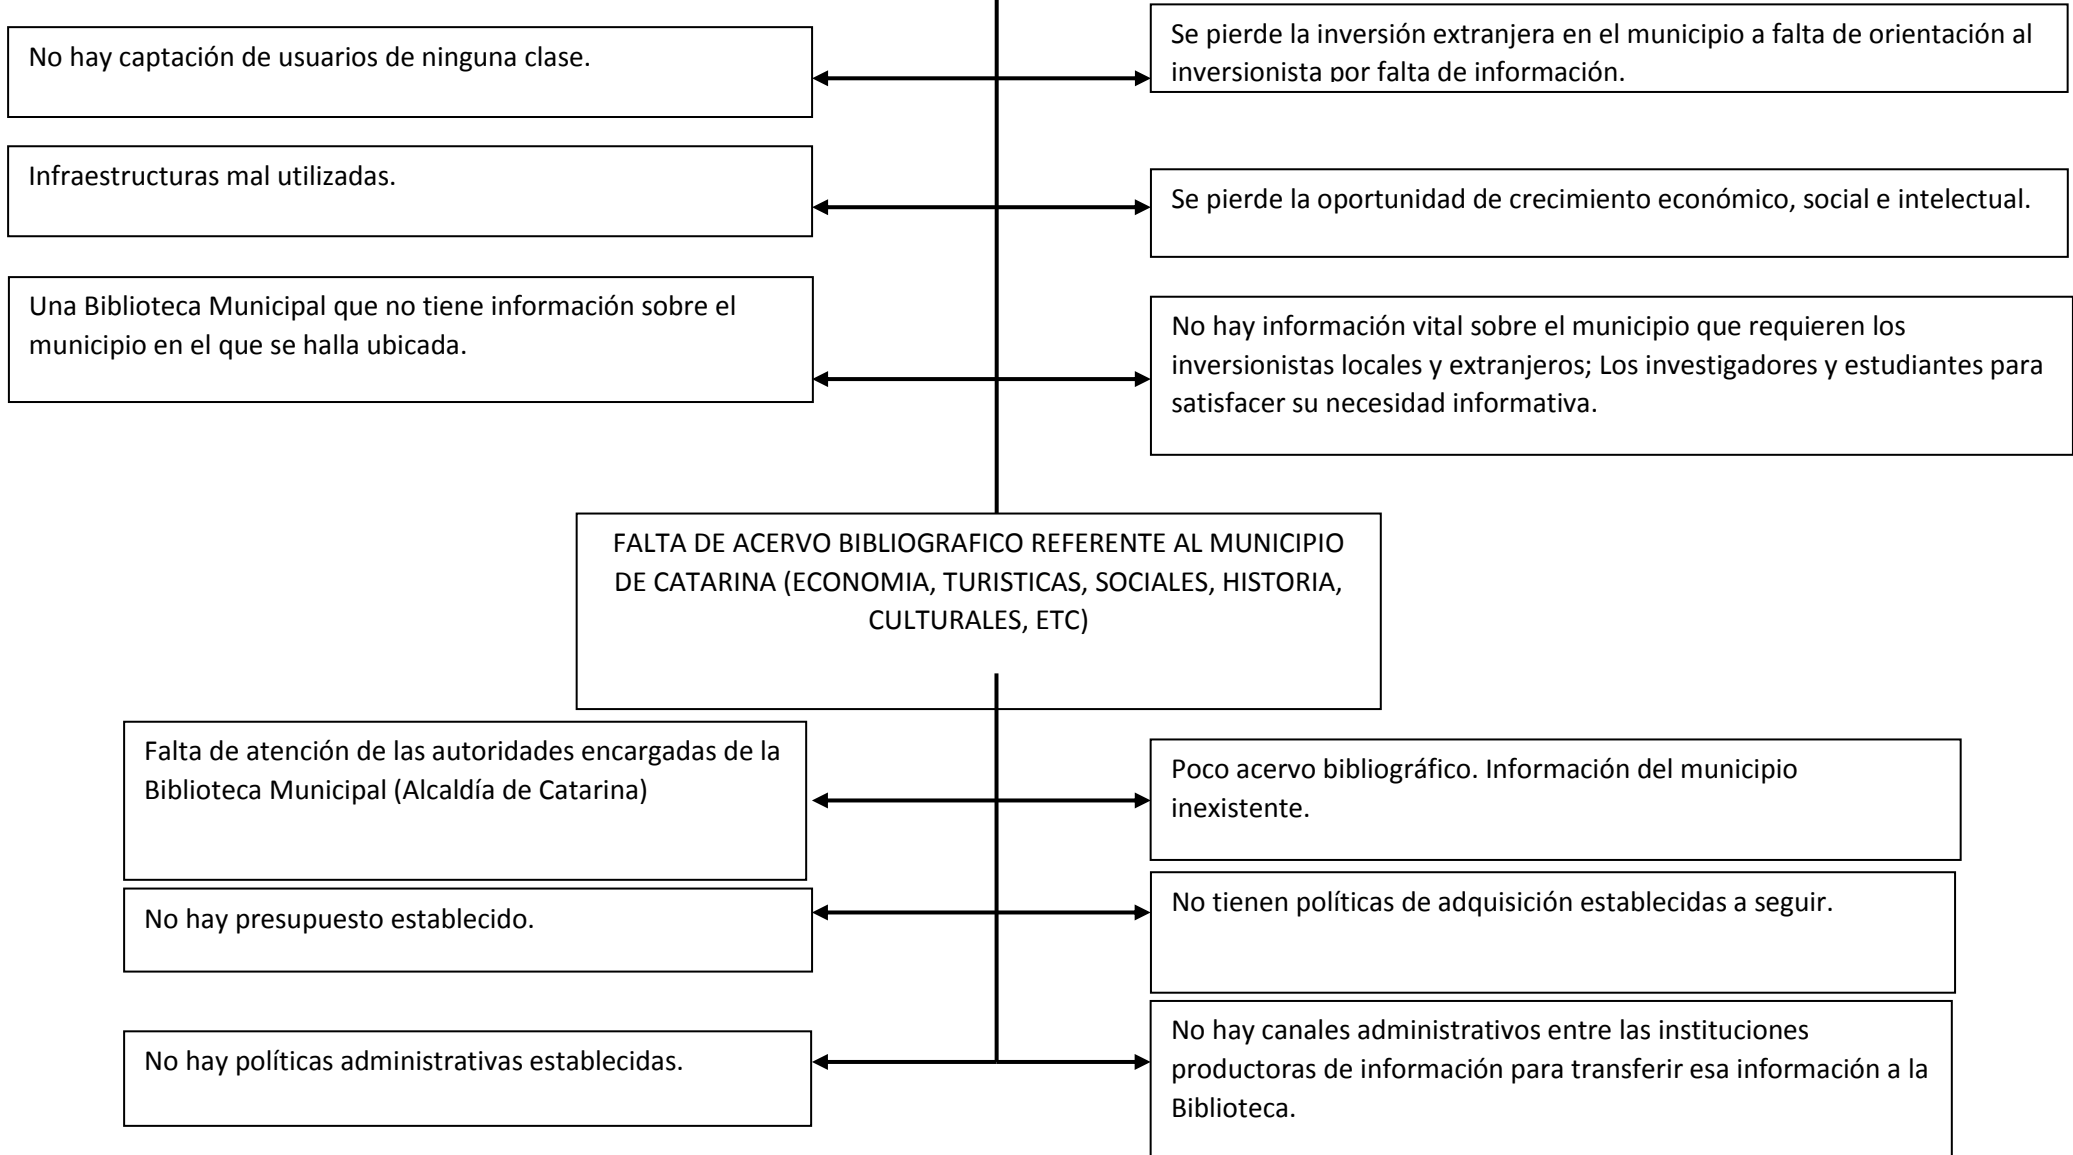 No hay captación de usuarios de ninguna clase.
Se pierde la inversión extranjera en el municipio a falta de orientación al
inversionista por falta de información.
Infraestructuras mal utilizadas.
Se pierde la oportunidad de crecimiento económico, social e intelectual.
Una Biblioteca Municipal que no tiene información sobre el
municipio en el que se halla ubicada.
No hay información vital sobre el municipio que requieren los
inversionistas locales y extranjeros; Los investigadores y estudiantes para
satisfacer su necesidad informativa.
FALTA DE ACERVO BIBLIOGRAFICO REFERENTE AL MUNICIPIO
DE CATARINA (ECONOMIA, TURISTICAS, SOCIALES, HISTORIA,
CULTURALES, ETC)
Falta de atención de las autoridades encargadas de la
Biblioteca Municipal (Alcaldía de Catarina)
Poco acervo bibliográfico. Información del municipio
inexistente.
No hay presupuesto establecido.
No tienen políticas de adquisición establecidas a seguir.
No hay políticas administrativas establecidas.
No hay canales administrativos entre las instituciones
productoras de información para transferir esa información a la
Biblioteca.